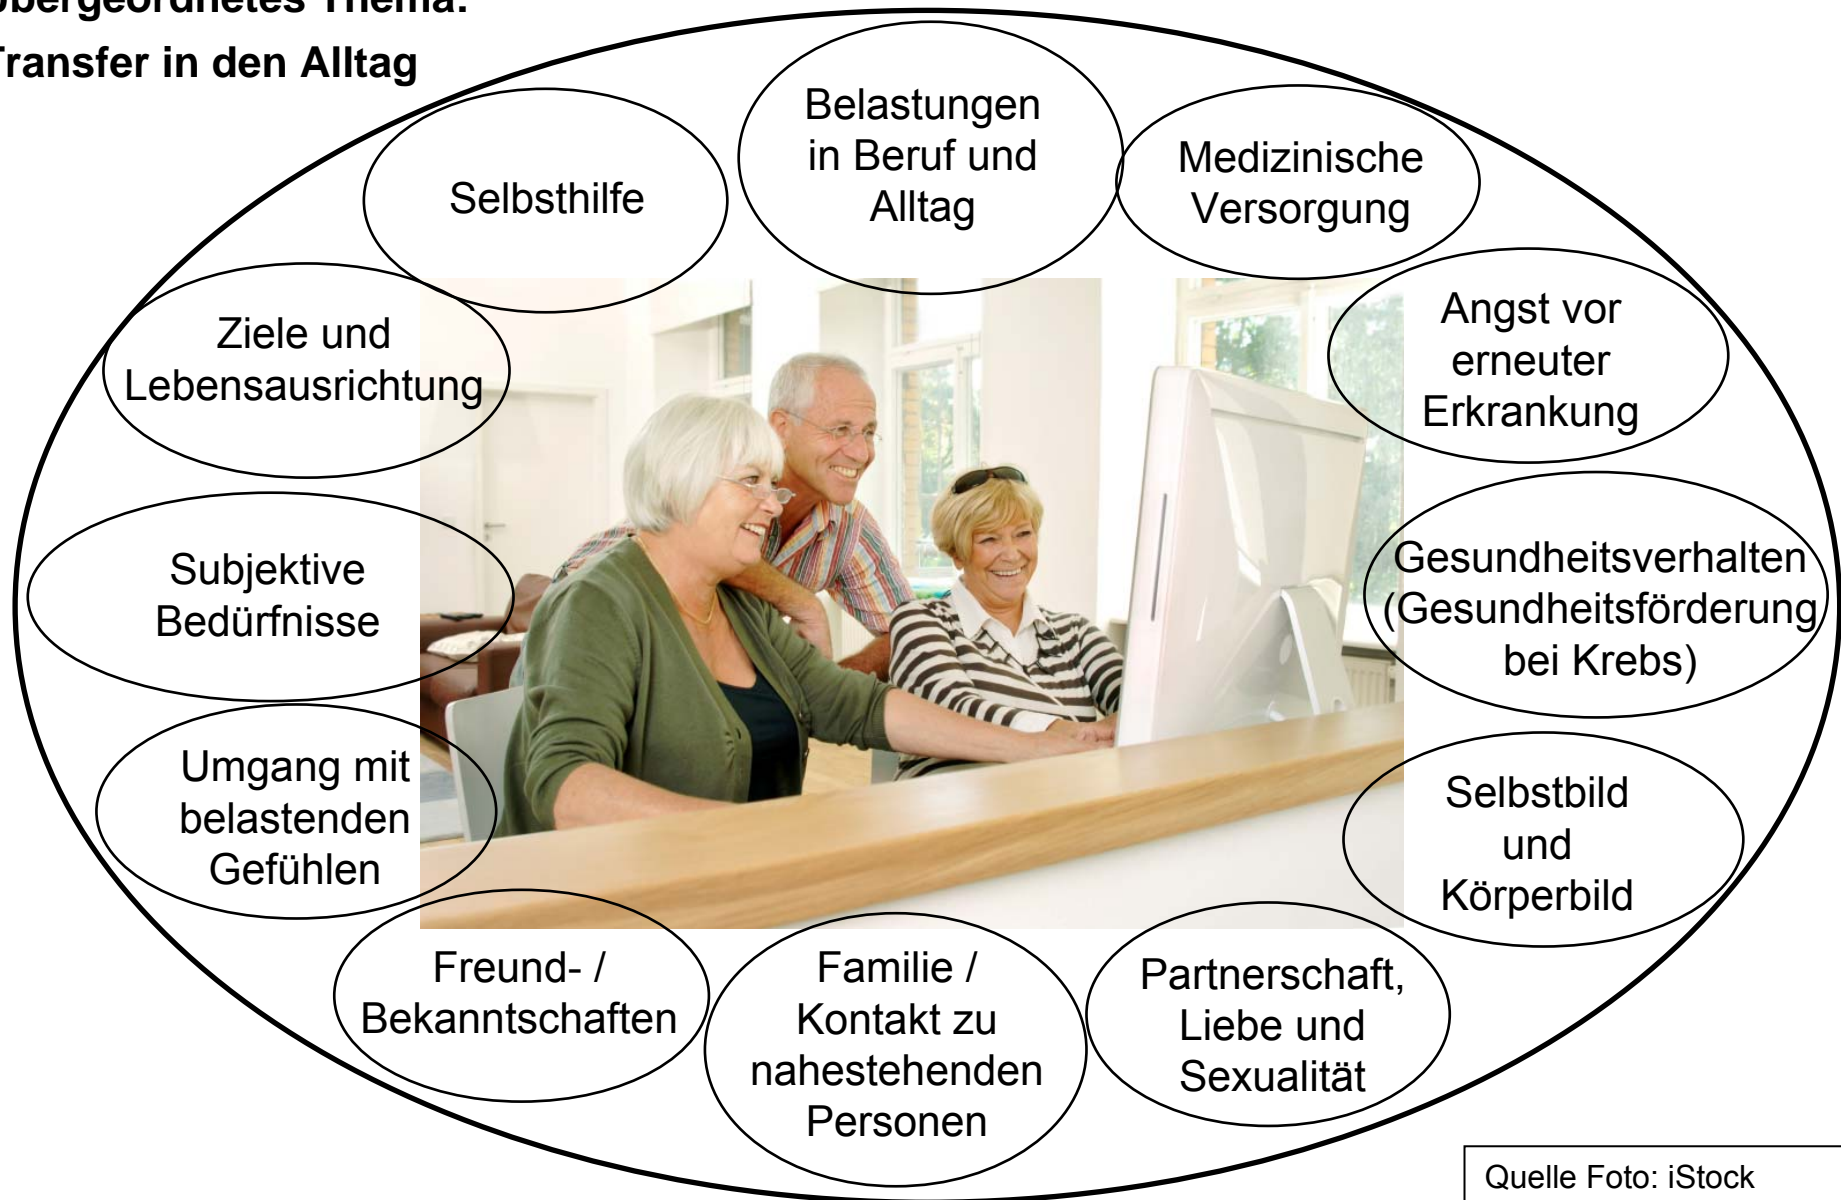 Übergeordnetes Thema:
Transfer in den Alltag
Belastungen
in Beruf und
Alltag
Medizinische
Versorgung
Angst vor
erneuter
Erkrankung
Gesundheitsverhalten
(Gesundheitsförderung
bei Krebs)
Selbstbild
und
Körperbild
Partnerschaft,
Liebe und
Sexualität
Familie /
Kontakt zu
nahestehenden
Personen
Freund- /
Bekanntschaften
Umgang mit
belastenden
Gefühlen
Subjektive
Bedürfnisse
Ziele und
Lebensausrichtung
Selbsthilfe
Quelle Foto: iStock